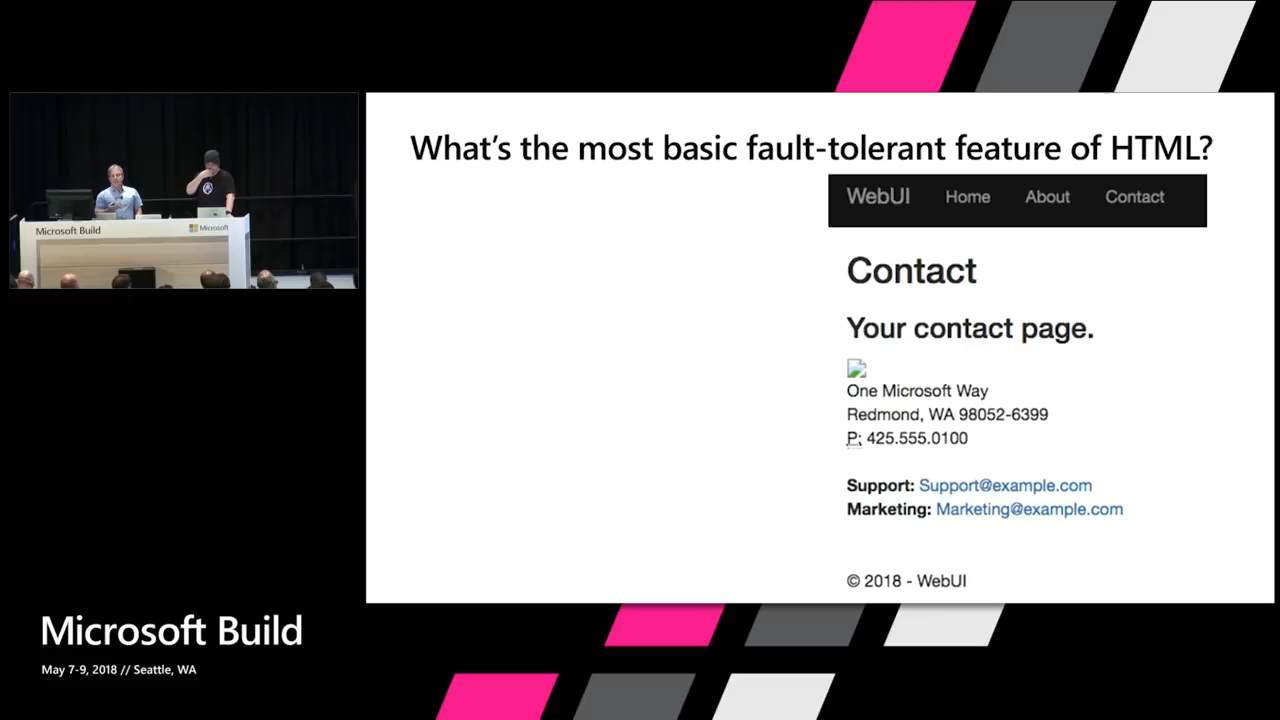 What's the most basic fault-tolerant feature of HTML?
WebUI Home About Contact
Contact
Your contact page.
One Microsoft Way
Redmond, WA 98052-6399
P: 425.555.0100
Support: Support@example.com
Marketing: Marketing@example.com
© 2018 - WebUI
Microsoft Build
Microsoft
Microsoft Build
May 7-9, 2018 // Seattle, WA